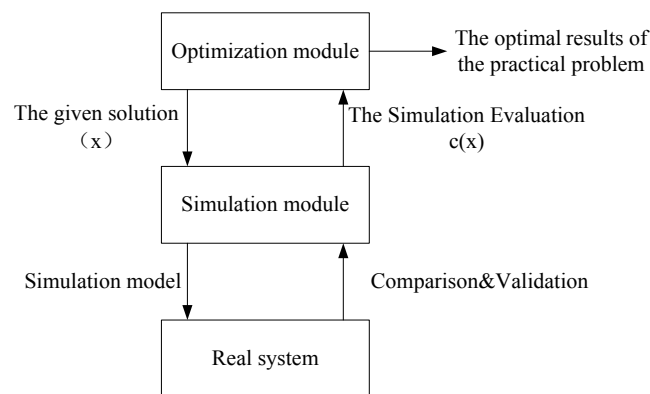 Optimization module
The optimal results of
the practical problem
The given solution
（x）
The Simulation Evaluation
c(x)
Simulation module
Simulation model
Comparison&Validation
Real system